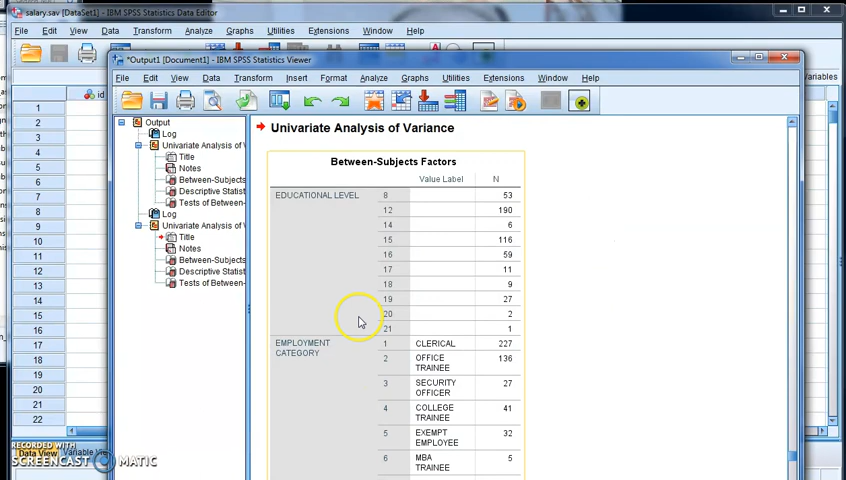 salary.sav [DataSet1] - IBM SPSS Statistics Data Editor
File Edit View Data Transform Analyze Graphs Utilities Extensions Window Help
*Output1 [Document1] - IBM SPSS Statistics Viewer
File Edit View Data Transform Insert Format Analyze Graphs Utilities Extensions Window Help
Variables
id
1
2
3
4
5
6
7
8
9
10
11
12
13
14
15
16
17
18
19
20
21
22
Output
Log
Univariate Analysis of V
Title
Notes
Between-Subjects
Descriptive Statist
Tests of Between-
Log
Univariate Analysis of V
Title
Notes
Between-Subjects
Descriptive Statist
Tests of Between-
Univariate Analysis of Variance
Between-Subjects Factors
Value Label N
EDUCATIONAL LEVEL 8 53
12 190
14 6
15 116
16 59
17 11
18 9
19 27
20 2
21 1
EMPLOYMENT CATEGORY 1 CLERICAL 227
2 OFFICE TRAINEE 136
3 SECURITY OFFICER 27
4 COLLEGE TRAINEE 41
5 EXEMPT EMPLOYEE 32
6 MBA TRAINEE 5
Data View Variable View
RECORDED WITH
SCREENCAST MATIC